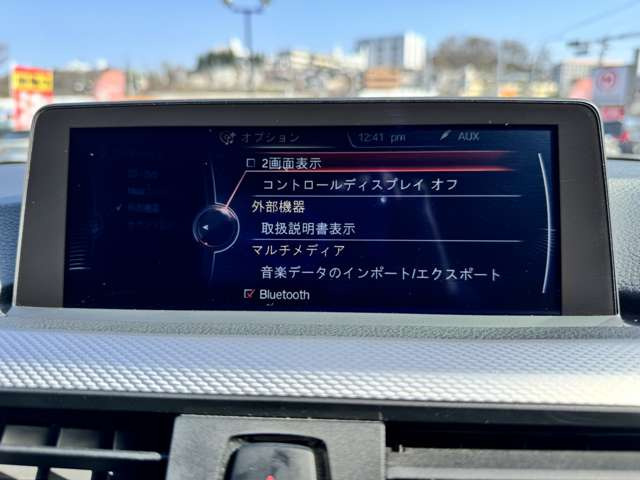 オプション 12:41 pm AUX
2画面表示
コントロールディスプレイ オフ
外部機器
取扱説明書表示
マルチメディア
音楽データのインポート/エクスポート
Bluetooth